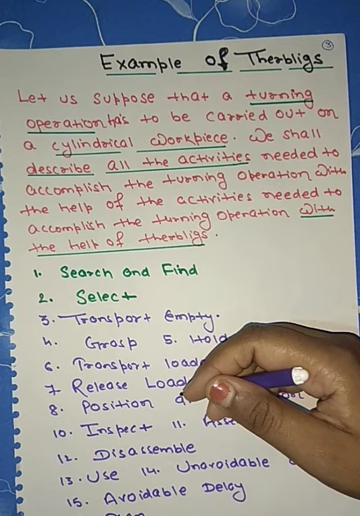 3
Example of Therbligs
Let us suppose that a turning
operation has to be carried out on
a cylindrical workpiece. We shall
describe all the activities needed to
accomplish the turning operation with
the help of the activities needed to
accomplish the turning operation with
the help of therbligs.
1. Search and Find
2. Select
3. Transport empty.
4. Grasp 5. Hold
6. Transport load
7. Release Load
8. Position
10. Inspect 11.
12. Disassemble
13. Use 14. Unavoidable
15. Avoidable Delay